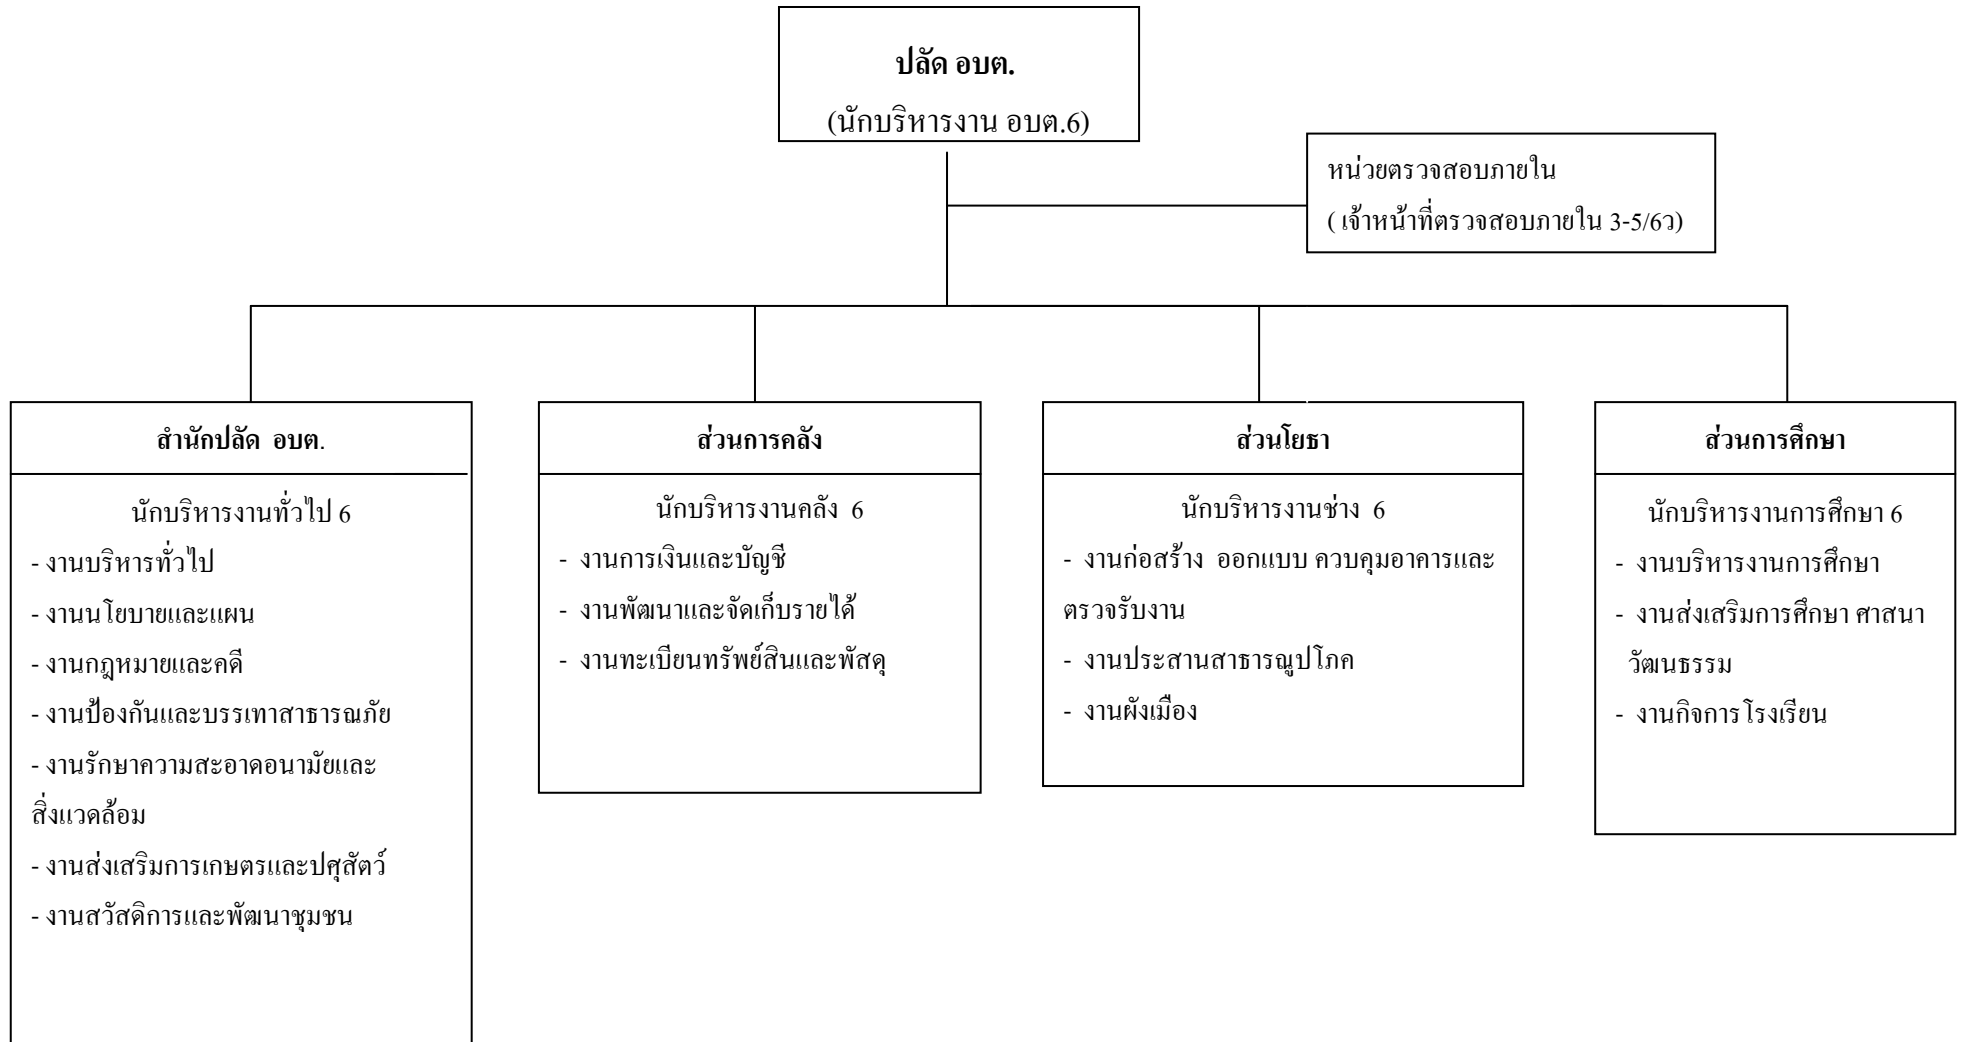 ปลัด อบต.
(นักบริหารงาน อบต.6)
หน่วยตรวจสอบภายใน
( เจ้าหน้าที่ตรวจสอบภายใน 3-5/6ว)
สำนักปลัด อบต.
นักบริหารงานทั่วไป 6
- งานบริหารทั่วไป
- งานนโยบายและแผน
- งานกฎหมายและคดี
- งานป้องกันและบรรเทาสาธารณภัย
- งานรักษาความสะอาดอนามัยและ
สิ่งแวดล้อม
- งานส่งเสริมการเกษตรและปศุสัตว์
- งานสวัสดิการและพัฒนาชุมชน
ส่วนการคลัง
นักบริหารงานคลัง 6
- งานการเงินและบัญชี
- งานพัฒนาและจัดเก็บรายได้
- งานทะเบียนทรัพย์สินและพัสดุ
ส่วนโยธา
นักบริหารงานช่าง 6
- งานก่อสร้าง ออกแบบ ควบคุมอาคารและ
ตรวจรับงาน
- งานประสานสาธารณูปโภค
- งานผังเมือง
ส่วนการศึกษา
นักบริหารงานการศึกษา 6
- งานบริหารงานการศึกษา
- งานส่งเสริมการศึกษา ศาสนา
วัฒนธรรม
- งานกิจการโรงเรียน